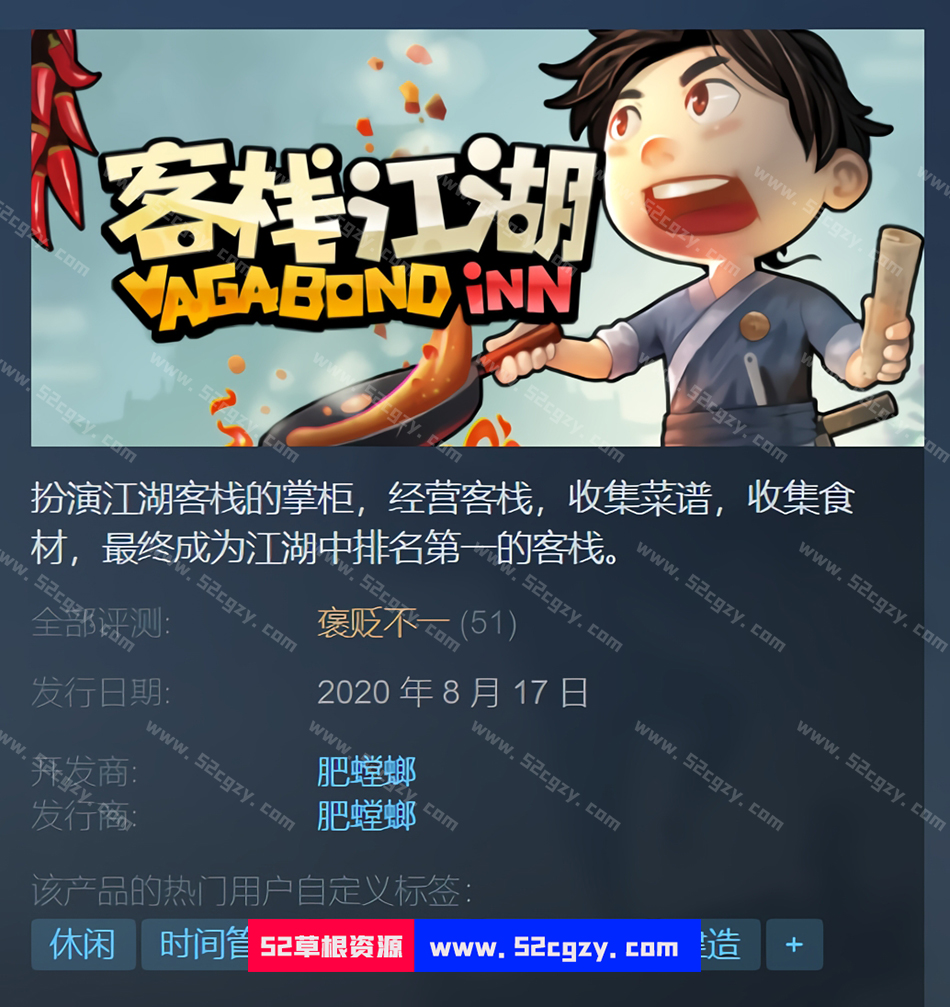 客栈江湖
VAGABOND iNN
扮演江湖客栈的掌柜，经营客栈，收集菜谱，收集食
材，最终成为江湖中排名第一的客栈。
全部评测: 褒贬不一 (51)
发行日期: 2020 年 8 月 17 日
开发商: 肥螳螂
发行商: 肥螳螂
该产品的热门用户自定义标签:
休闲 时间管 52草根资源 www.52cgzy.com 造 +